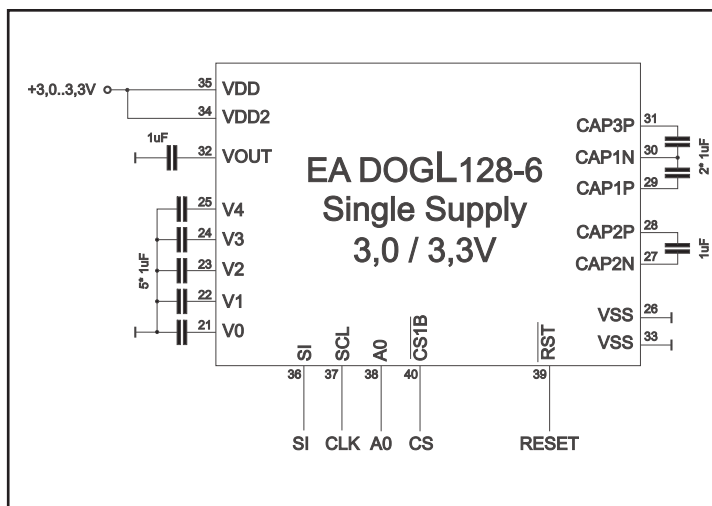 +3,0..3,3V
35 VDD
34 VDD2
1uF
32 VOUT
25 V4
24 V3
23 V2
22 V1
21 V0
5* 1uF
EA DOGL128-6
Single Supply
3,0 / 3,3V
CAP3P 31
CAP1N 30
CAP1P 29
2* 1uF
CAP2P 28
CAP2N 27
1uF
VSS 26
VSS 33
SI SCL A0 CS1B RST
36 37 38 40 39
SI CLK A0 CS RESET